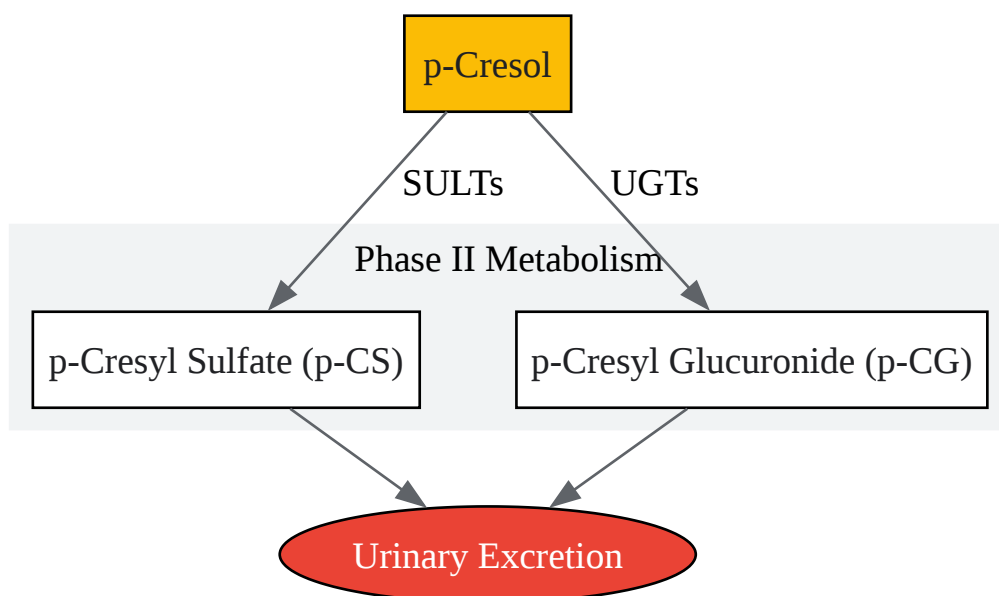 p-Cresol
SULTs
UGTs
Phase II Metabolism
p-Cresyl Sulfate (p-CS)
p-Cresyl Glucuronide (p-CG)
Urinary Excretion